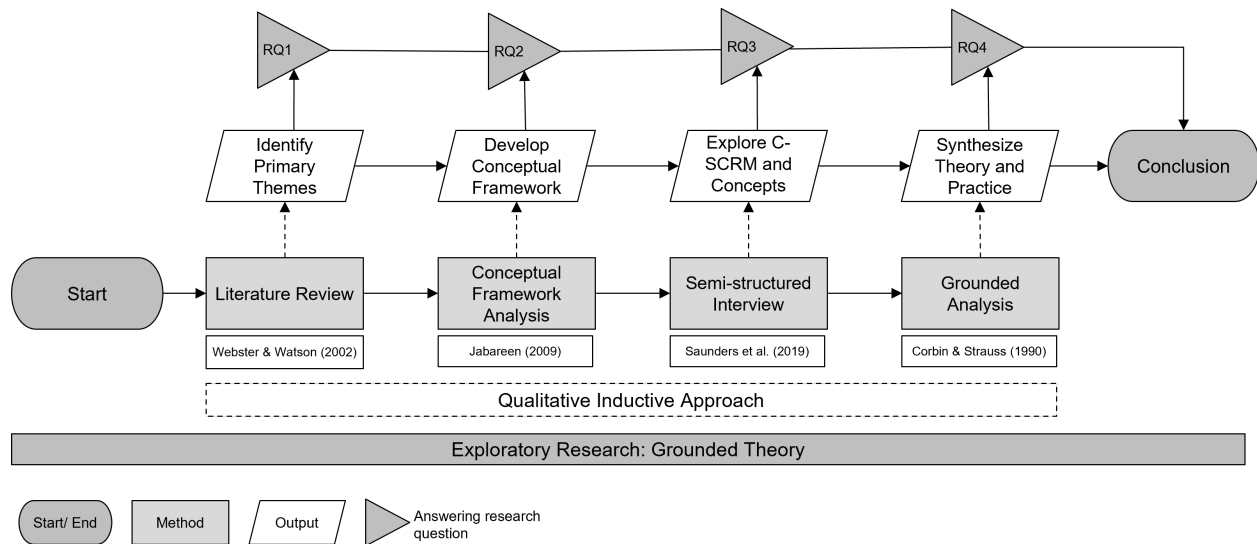 RQ1
RQ2
RQ3
RQ4
Identify
Primary
Themes
Develop
Conceptual
Framework
Explore C-
SCRM and
Concepts
Synthesize
Theory and
Practice
Conclusion
Start
Literature Review
Conceptual
Framework
Analysis
Semi-structured
Interview
Grounded
Analysis
Webster & Watson (2002)
Jabareen (2009)
Saunders et al. (2019)
Corbin & Strauss (1990)
Qualitative Inductive Approach
Exploratory Research: Grounded Theory
Start/ End
Method
Output
Answering research
question